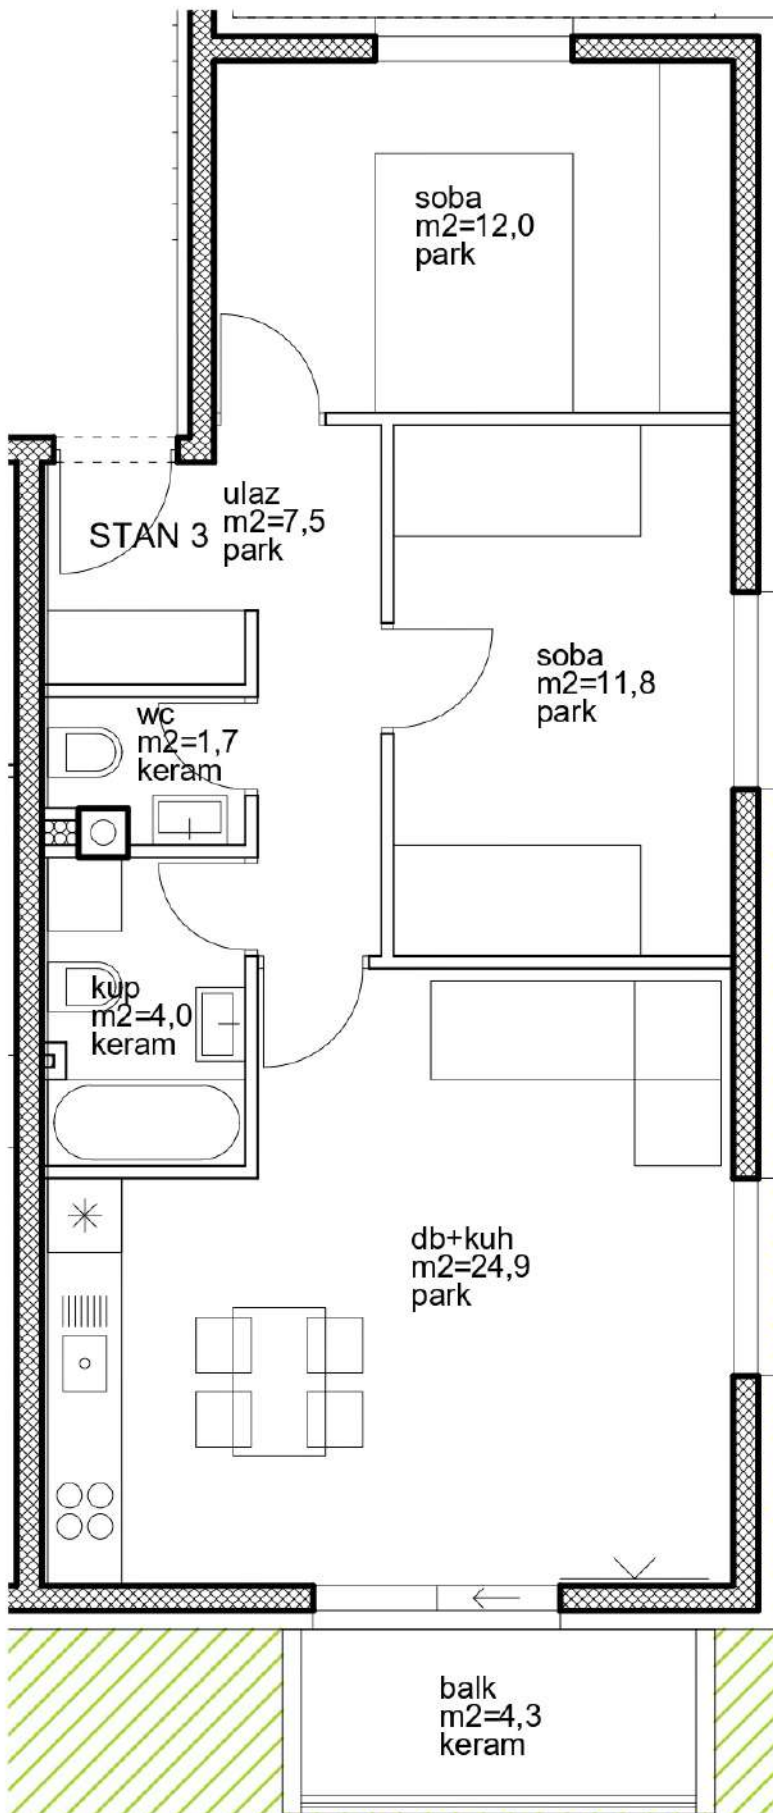 soba
m2=12,0
park
ulaz
m2=7,5
park
STAN 3
soba
m2=11,8
park
wc
m2=1,7
keram
kup
m2=4,0
keram
db+kuh
m2=24,9
park
balk
m2=4,3
keram